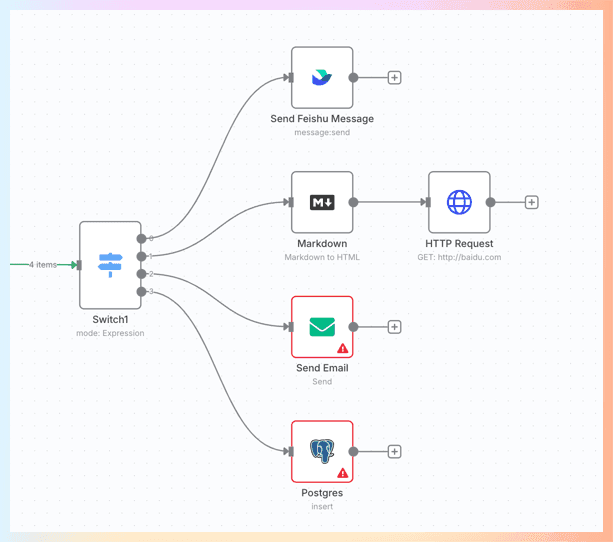 Send Feishu Message
message:send
4 items
0
1
2
3
Switch1
mode: Expression
M
Markdown
Markdown to HTML
HTTP Request
GET: http://baidu.com
Send Email
Send
Postgres
insert